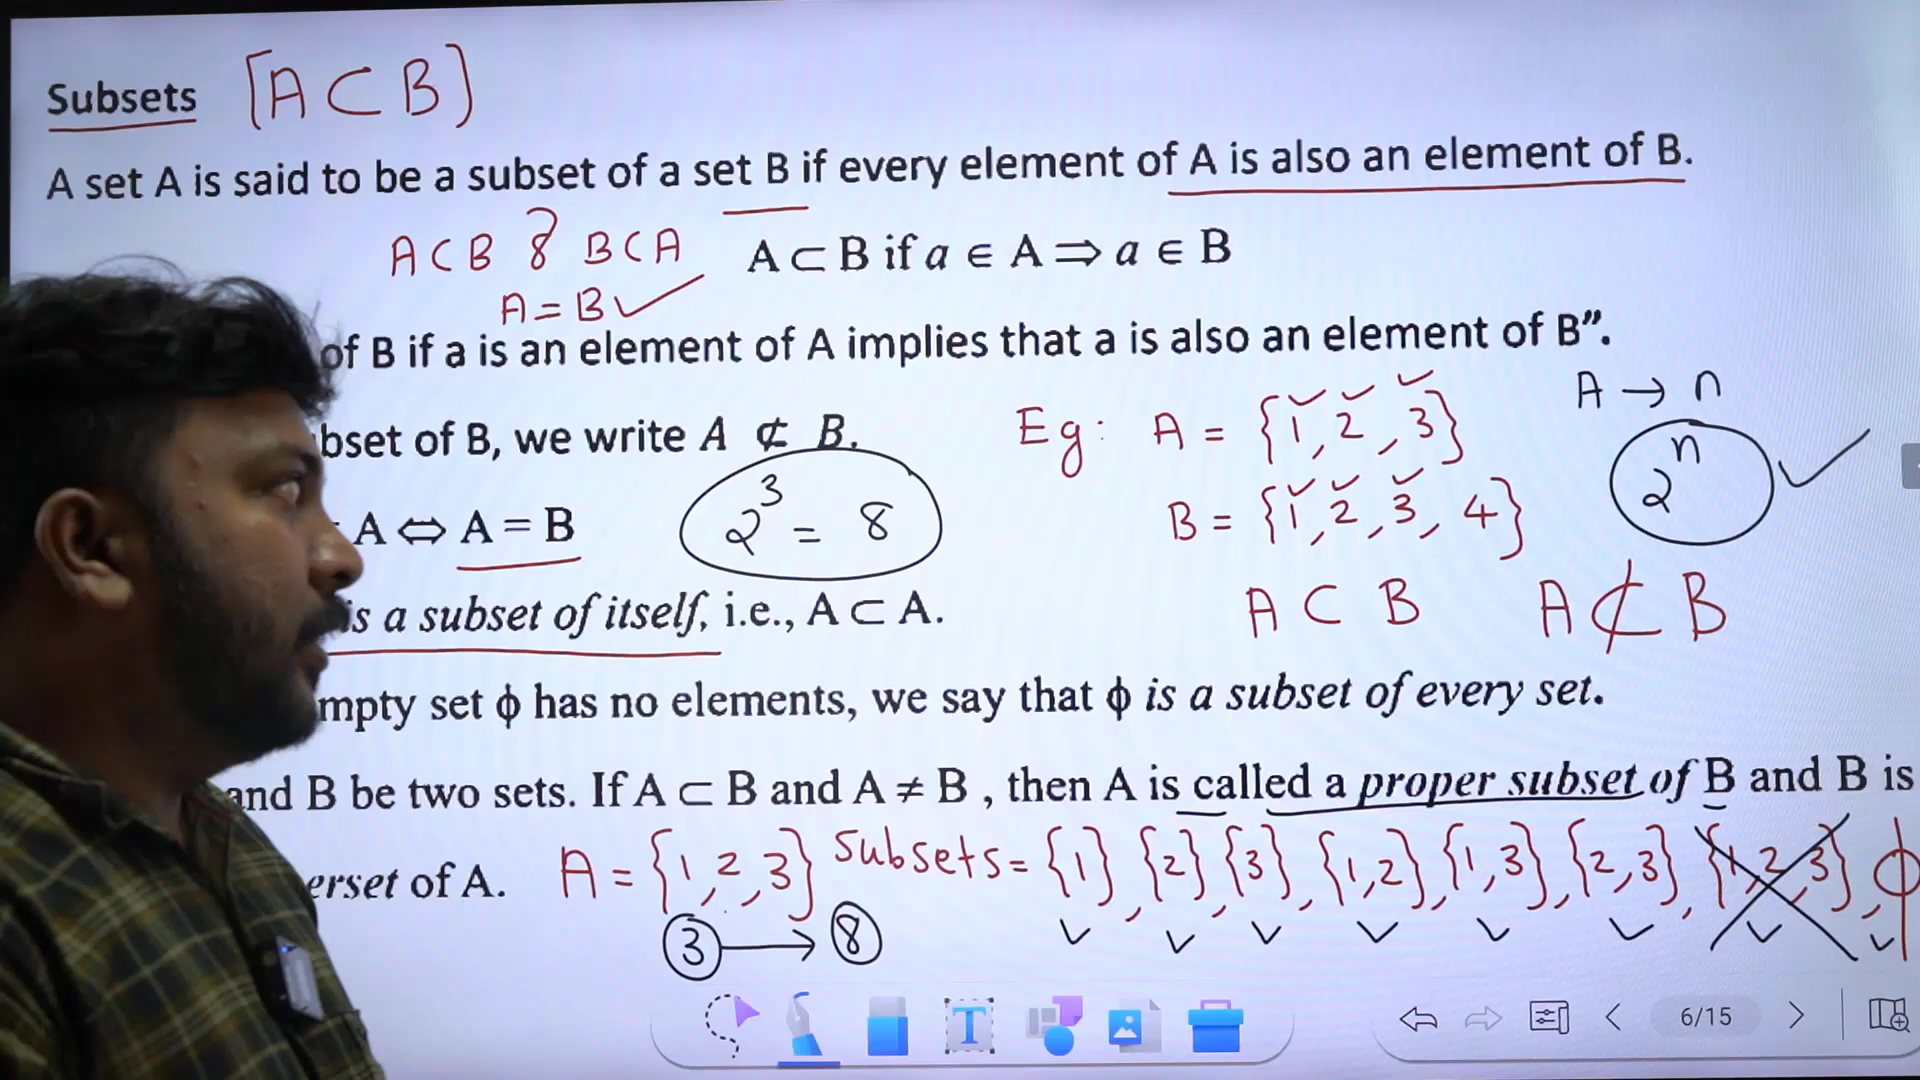 Subsets [A ⊂ B]
A set A is said to be a subset of a set B if every element of A is also an element of B.
A ⊂ B & B ⊂ A A ⊂ B if a ∈ A ⇒ a ∈ B
A = B ✓
of B if a is an element of A implies that a is also an element of B”.
A → n
bset of B, we write A ⊄ B. Eg: A = {1, 2, 3}
2^n ✓
2^3 = 8 B = {1, 2, 3, 4}
A ⇔ A = B
A ⊂ B A ⊄ B
is a subset of itself, i.e., A ⊂ A.
mpty set ϕ has no elements, we say that ϕ is a subset of every set.
and B be two sets. If A ⊂ B and A ≠ B , then A is called a proper subset of B and B is
erset of A. A = {1, 2, 3} Subsets = {1}, {2}, {3}, {1,2}, {1,3}, {2,3}, {1,2,3}, ϕ
3 → 8
T 6/15